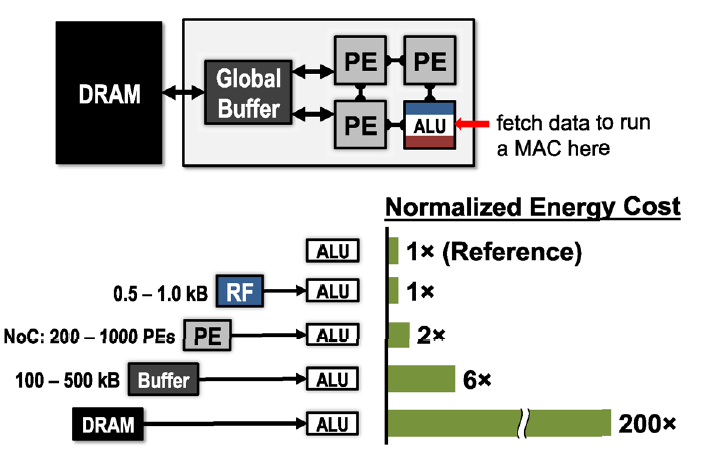 DRAM
Global
Buffer
PE
PE
PE
ALU
fetch data to run
a MAC here
Normalized Energy Cost
ALU
1× (Reference)
0.5 – 1.0 kB
RF
ALU
1×
NoC: 200 – 1000 PEs
PE
ALU
2×
100 – 500 kB
Buffer
ALU
6×
DRAM
ALU
200×